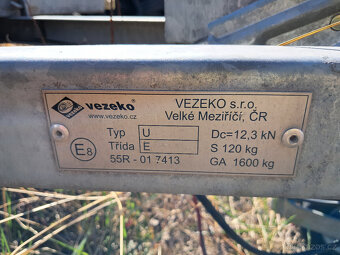 vezeko
www.vezeko.cz
VEZEKO s.r.o.
Velké Meziříčí, ČR
Typ U Dc=12,3 kN
Třída E S 120 kg
E8 55R - 01 7413 GA 1600 kg